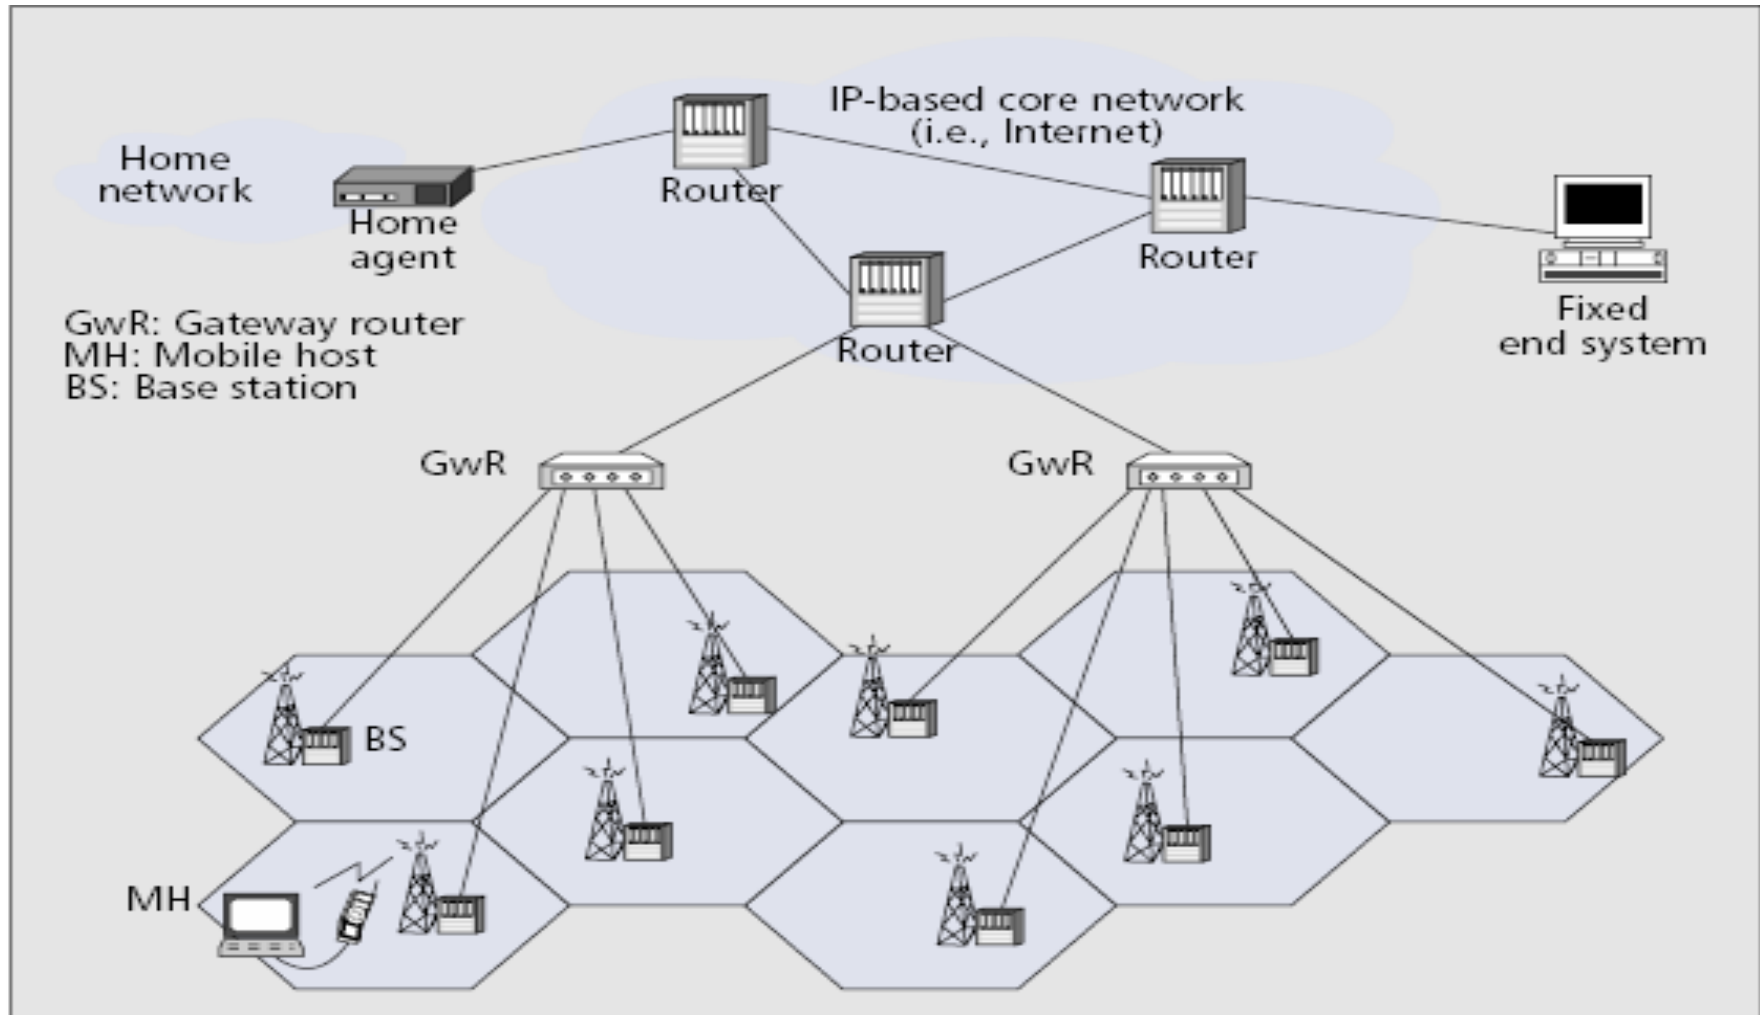 IP-based core network
(i.e., Internet)
Home
network
Router
Home
agent
Router
Router
Fixed
end system
GwR: Gateway router
MH: Mobile host
BS: Base station
GwR
GwR
BS
MH